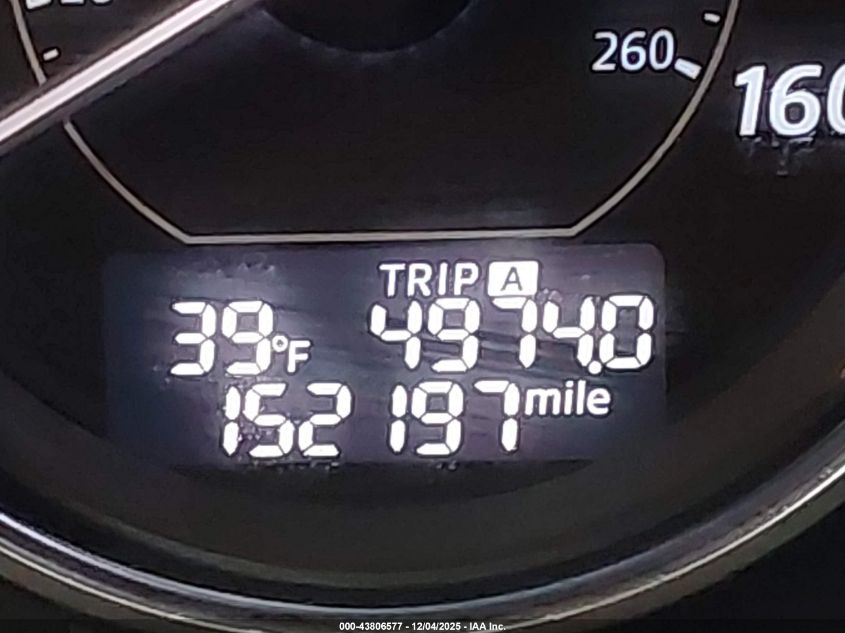 260
160
TRIP A
39°F 4974.0
152197 mile
000-43806577 - 12/04/2025 - IAA Inc.